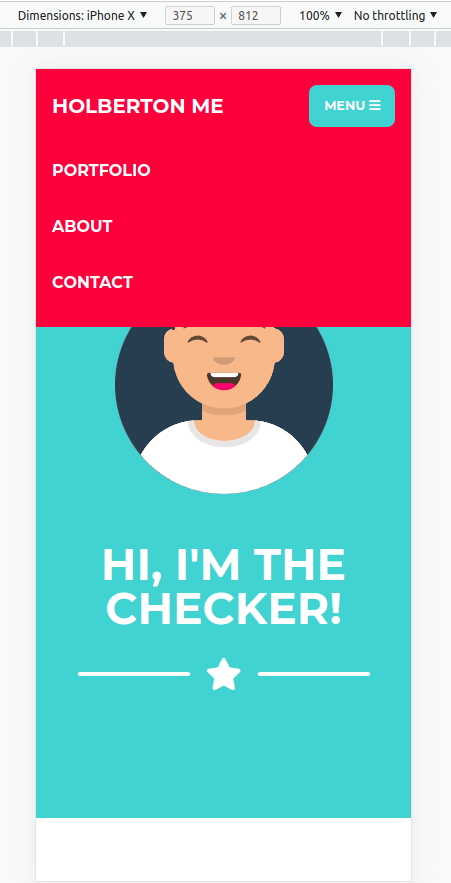 Dimensions: iPhone X ▼ 375 × 812 100% ▼ No throttling ▼
HOLBERTON ME MENU ☰
PORTFOLIO
ABOUT
CONTACT
HI, I'M THE
CHECKER!